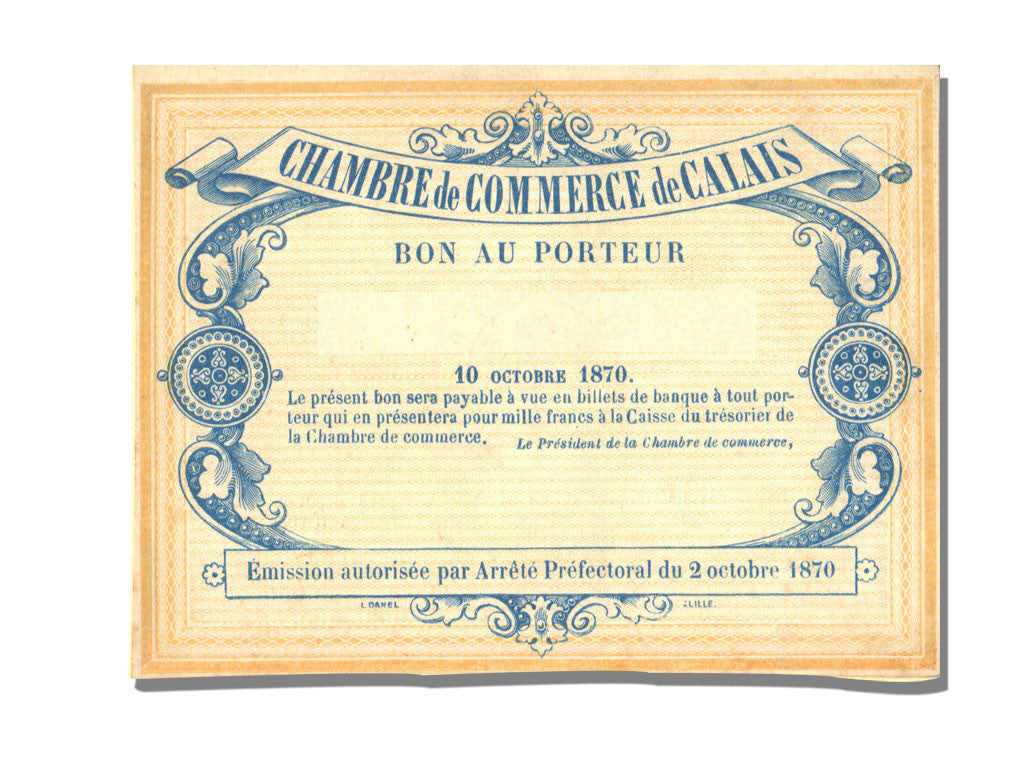 CHAMBRE de COMMERCE de CALAIS
BON AU PORTEUR
10 OCTOBRE 1870.
Le présent bon sera payable à vue en billets de banque à tout por-
teur qui en présentera pour mille francs à la Caisse du trésorier de
la Chambre de commerce. Le Président de la Chambre de commerce,
Émission autorisée par Arrêté Préfectoral du 2 octobre 1870
L DANEL A LILLE.